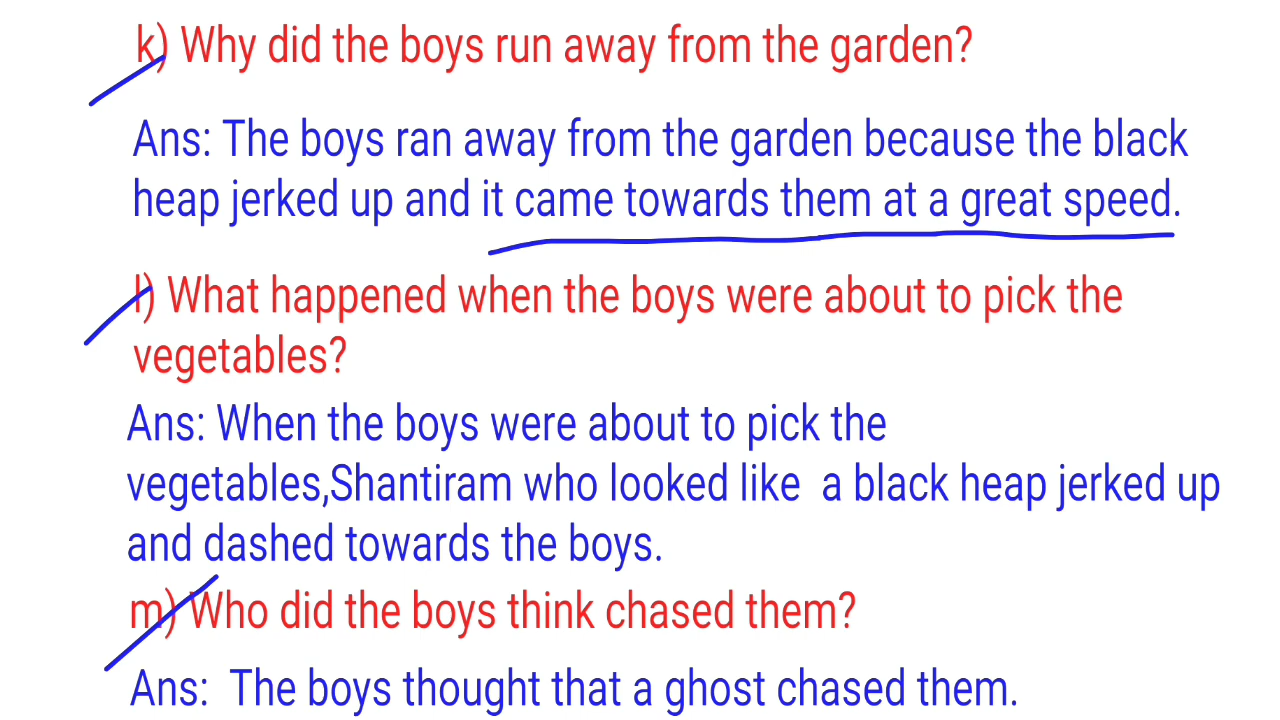 k) Why did the boys run away from the garden?
Ans: The boys ran away from the garden because the black
heap jerked up and it came towards them at a great speed.
l) What happened when the boys were about to pick the
vegetables?
Ans: When the boys were about to pick the
vegetables,Shantiram who looked like  a black heap jerked up
and dashed towards the boys.
m) Who did the boys think chased them?
Ans:  The boys thought that a ghost chased them.